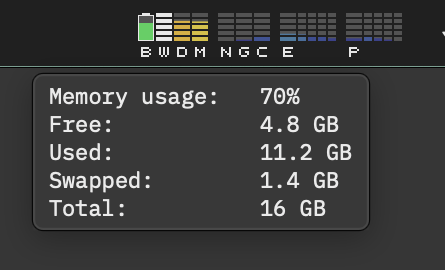 B W D M N G C E P
Memory usage: 70%
Free: 4.8 GB
Used: 11.2 GB
Swapped: 1.4 GB
Total: 16 GB